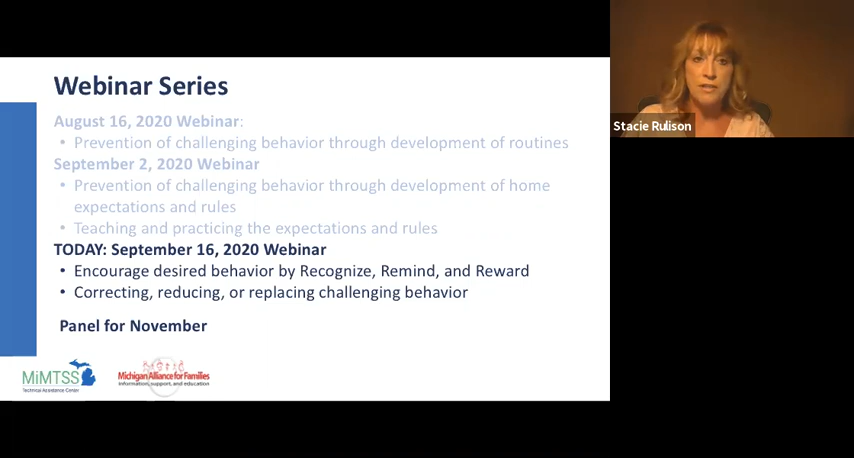 Webinar Series
August 16, 2020 Webinar:
• Prevention of challenging behavior through development of routines
September 2, 2020 Webinar
• Prevention of challenging behavior through development of home
expectations and rules
• Teaching and practicing the expectations and rules
TODAY: September 16, 2020 Webinar
• Encourage desired behavior by Recognize, Remind, and Reward
• Correcting, reducing, or replacing challenging behavior
Panel for November
MiMTSS
Technical Assistance Center
Michigan Alliance for Families
information, support, and education
Stacie Rulison